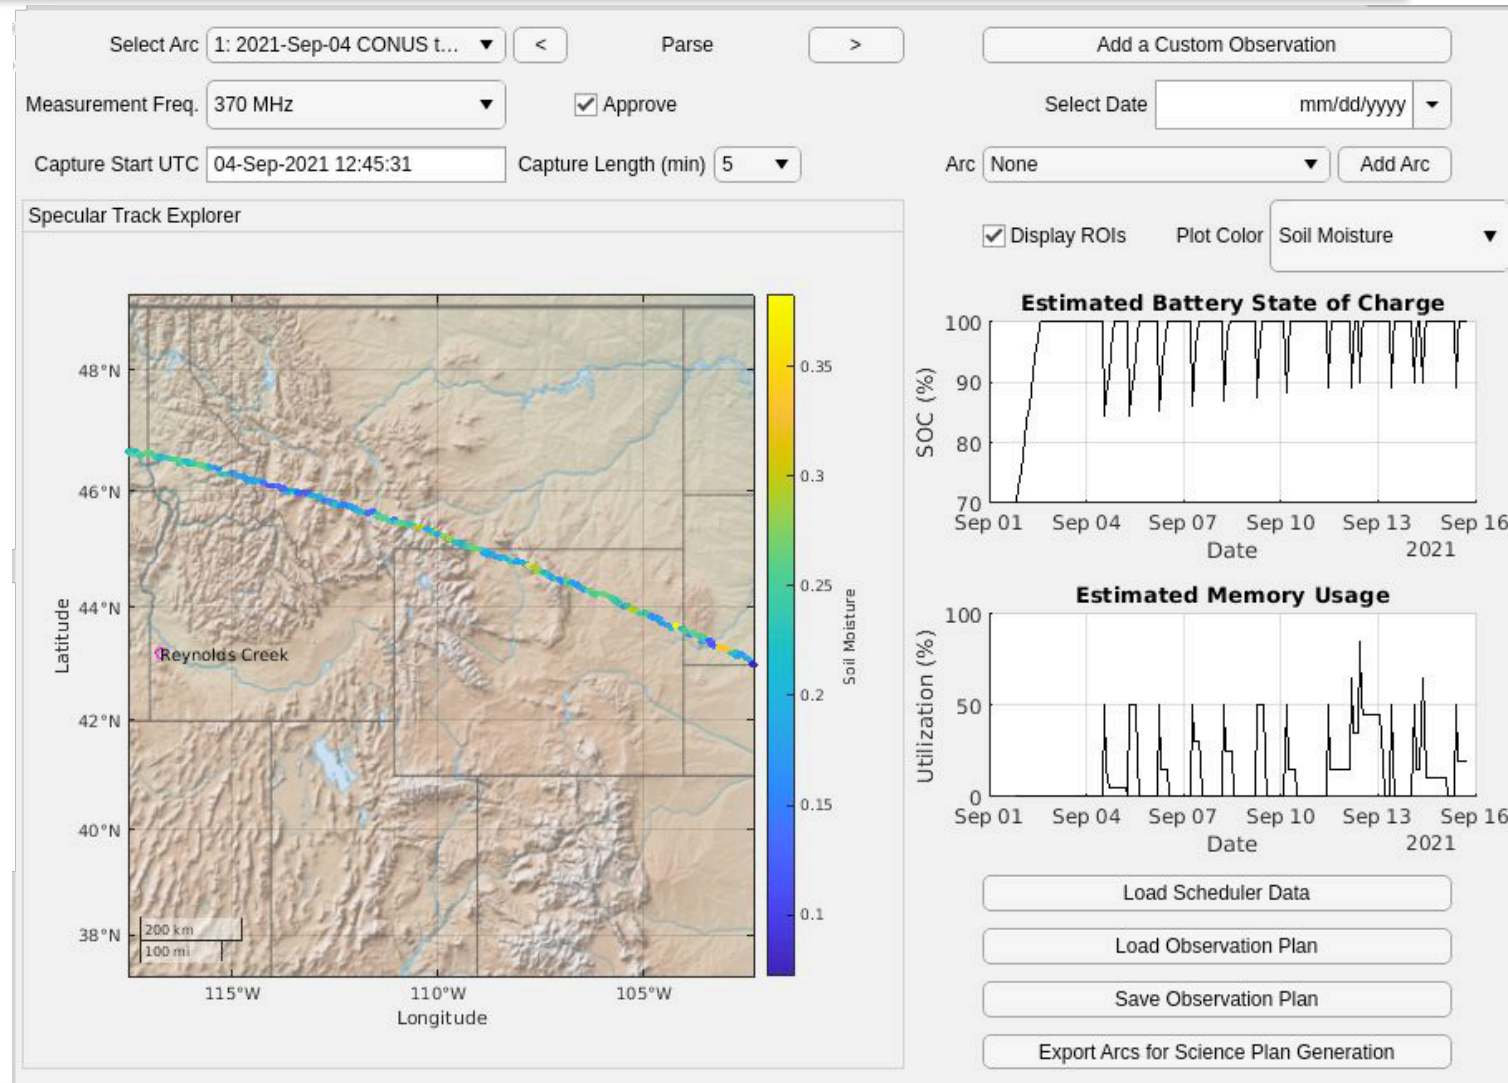 Select Arc 1: 2021-Sep-04 CONUS t... < Parse > Add a Custom Observation
Measurement Freq. 370 MHz Approve Select Date mm/dd/yyyy
Capture Start UTC 04-Sep-2021 12:45:31 Capture Length (min) 5 Arc None Add Arc
Specular Track Explorer
Display ROIs Plot Color Soil Moisture
48°N
46°N
44°N
42°N
40°N
38°N
Latitude
Reynolds Creek
200 km
100 mi
115°W 110°W 105°W
Longitude
0.35
0.3
0.25
0.2
0.15
0.1
Soil Moisture
Estimated Battery State of Charge
100
90
80
70
SOC (%)
Sep 01 Sep 04 Sep 07 Sep 10 Sep 13 Sep 16
Date 2021
Estimated Memory Usage
100
50
0
Utilization (%)
Sep 01 Sep 04 Sep 07 Sep 10 Sep 13 Sep 16
Date 2021
Load Scheduler Data
Load Observation Plan
Save Observation Plan
Export Arcs for Science Plan Generation